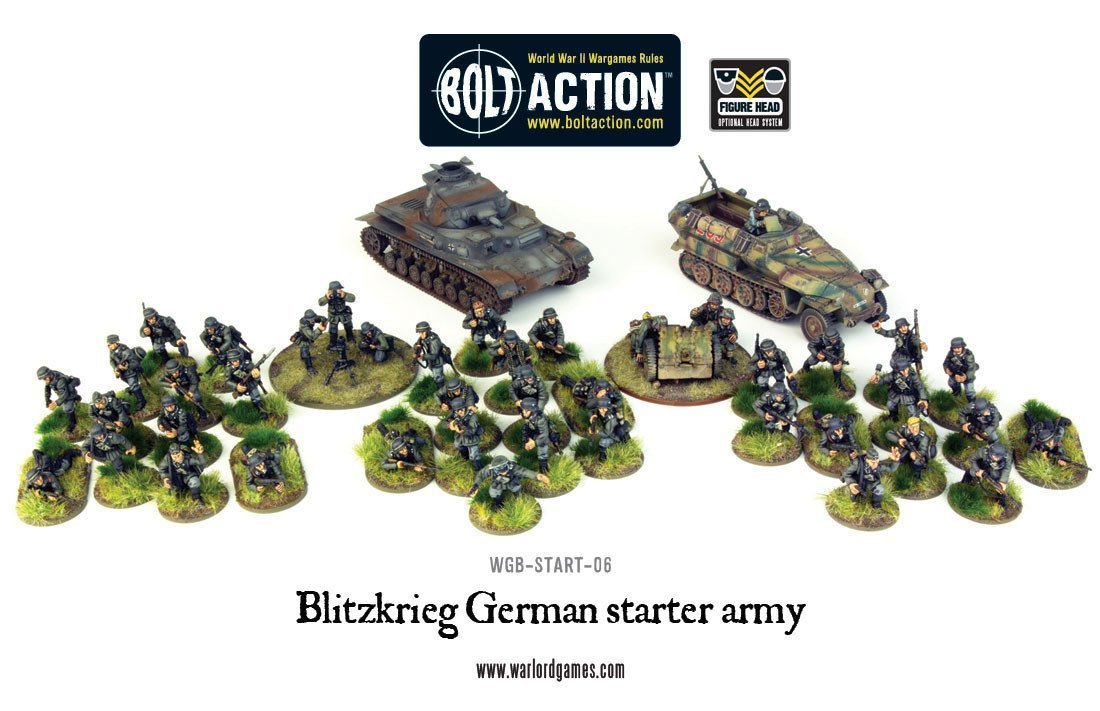 World War II Wargames Rules
BOLT ACTION™
www.boltaction.com
FIGURE HEAD
OPTIONAL HEAD SYSTEM
WGB-START-06
Blitzkrieg German starter army
www.warlordgames.com